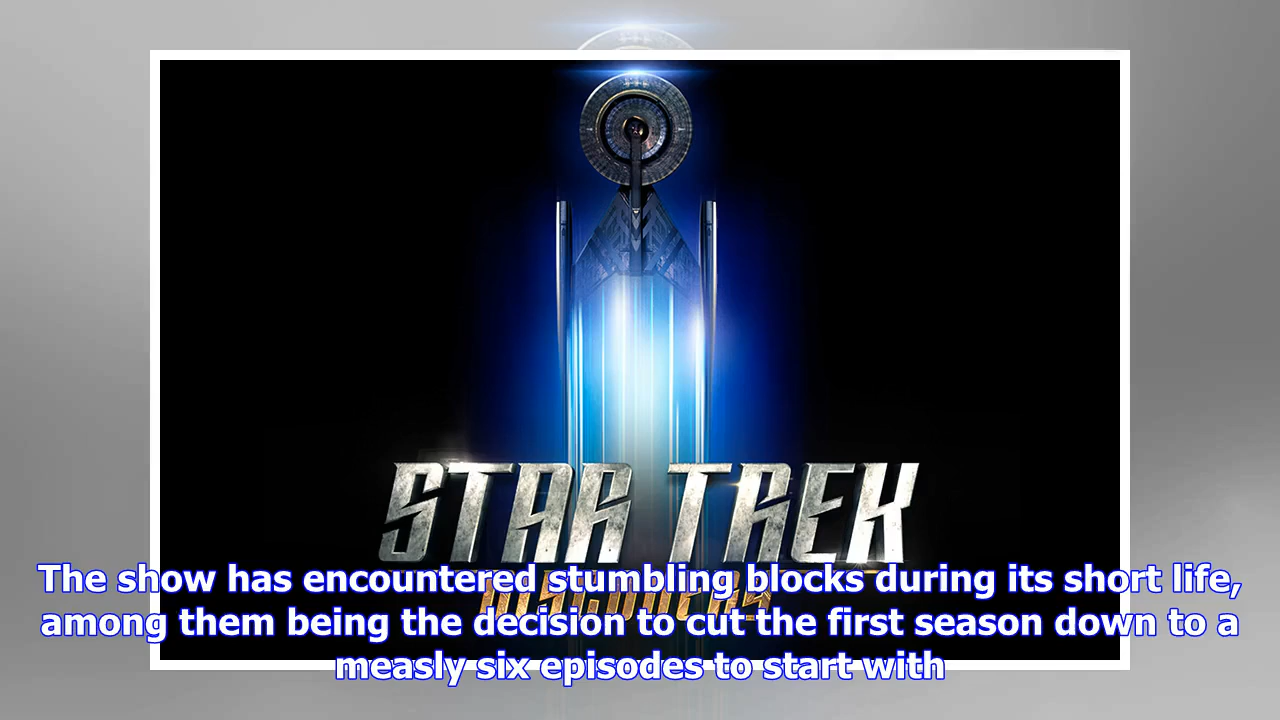 STAR TREK
DISCOVERY
The show has encountered stumbling blocks during its short life,
among them being the decision to cut the first season down to a
measly six episodes to start with